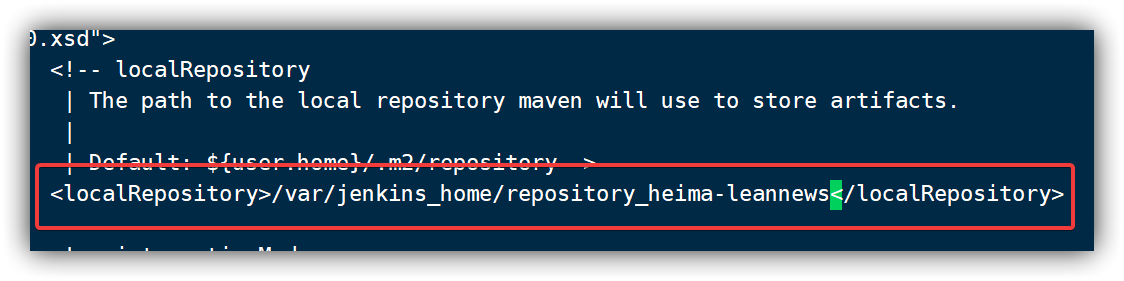 0.xsd">
<!-- localRepository
| The path to the local repository maven will use to store artifacts.
|
| Default: ${user.home}/.m2/repository -->
<localRepository>/var/jenkins_home/repository_heima-leannews</localRepository>